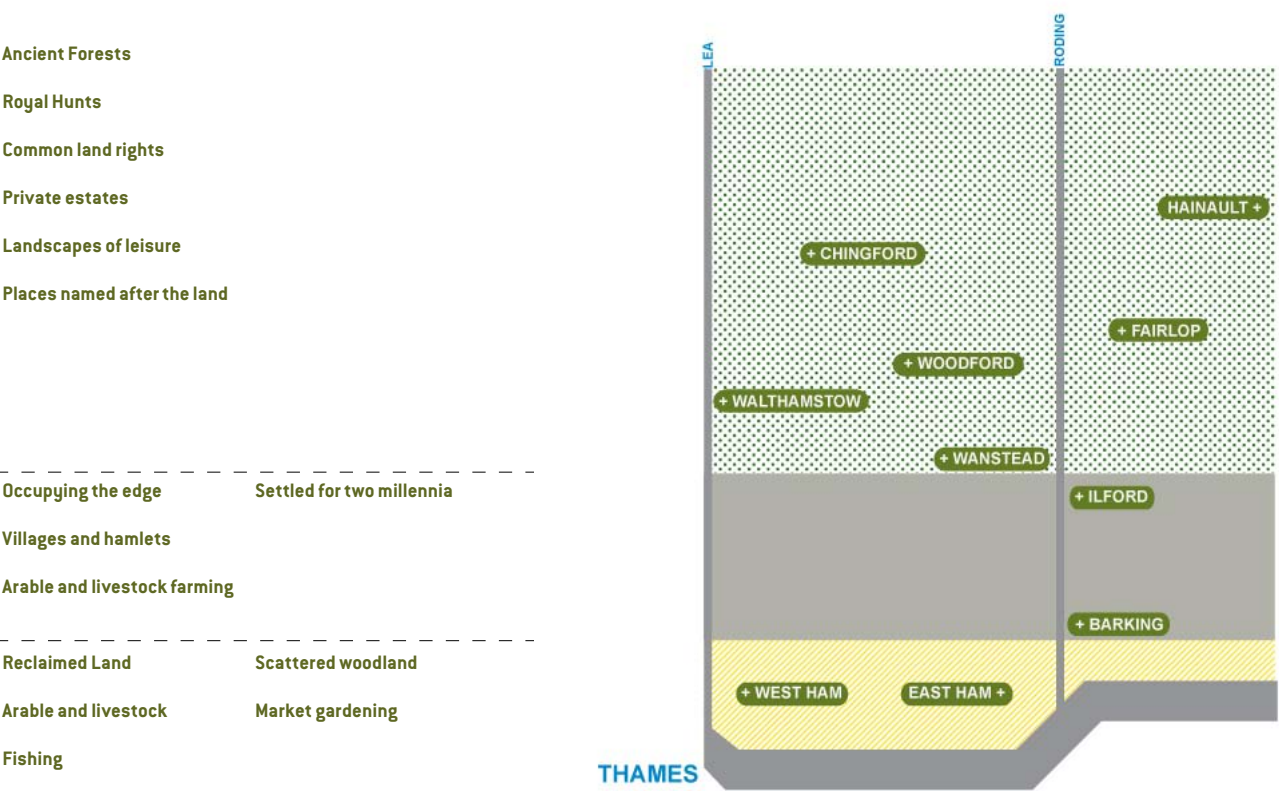 Ancient Forests
Royal Hunts
Common land rights
Private estates
Landscapes of leisure
Places named after the land
Occupying the edge
Settled for two millennia
Villages and hamlets
Arable and livestock farming
Reclaimed Land
Scattered woodland
Arable and livestock
Market gardening
Fishing
LEA
RODING
HAINAULT +
+ CHINGFORD
+ FAIRLOP
+ WOODFORD
+ WALTHAMSTOW
+ WANSTEAD
+ ILFORD
+ BARKING
+ WEST HAM
EAST HAM +
THAMES